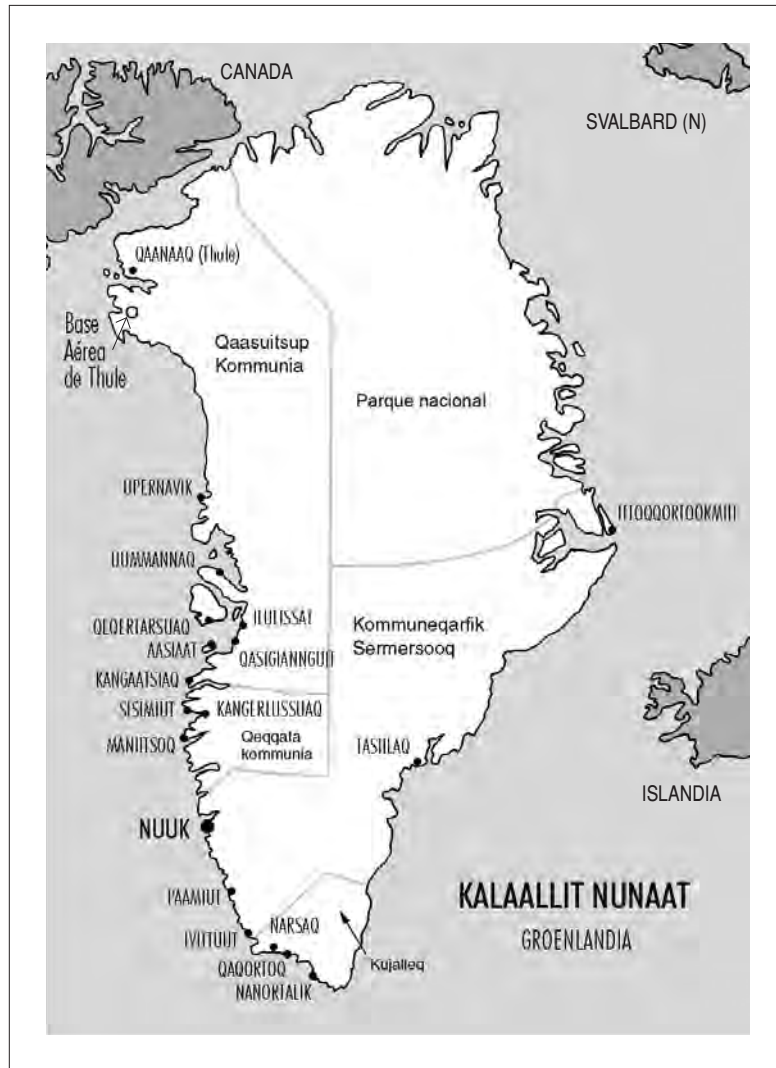 CANADA
SVALBARD (N)
QAANAAQ (Thule)
Base
Aérea
de Thule
Qaasuitsup
Kommunia
Parque nacional
UPERNAVIK
ITTOQQORTOOKMIIT
UUMMANNAQ
QEQERTARSUAQ
ILULISSAT
AASIAAT
QASIGIANNGUIT
Kommuneqarfik
Sermersooq
KANGAATSIAQ
SISIMIUT
KANGERLUSSUAQ
MANIITSOQ
Qeqqata
kommunia
TASIILAQ
ISLANDIA
NUUK
KALAALLIT NUNAAT
GROENLANDIA
PAAMIUT
IVITTUUT
NARSAQ
Kujalleq
QAQORTOQ
NANORTALIK